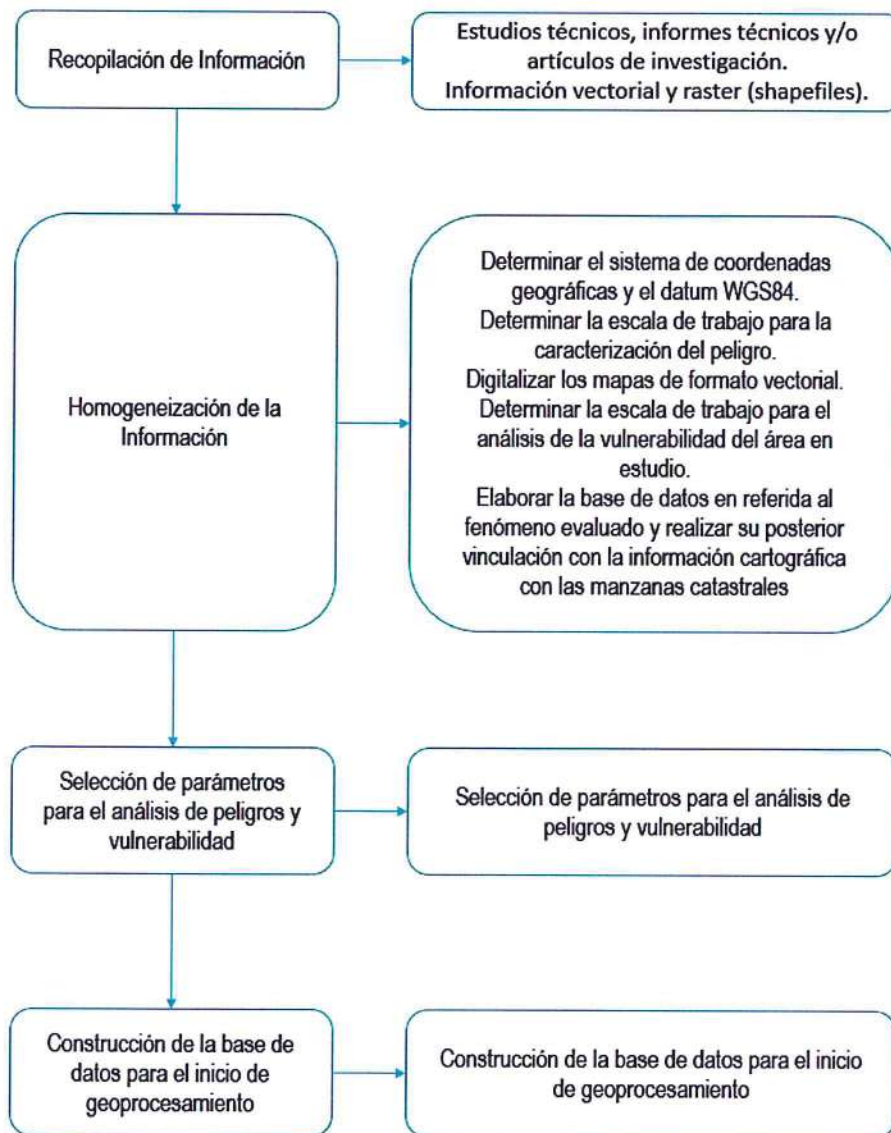 Recopilación de Información
Estudios técnicos, informes técnicos y/o
artículos de investigación.
Información vectorial y raster (shapefiles).
Homogeneización de la
Información
Determinar el sistema de coordenadas
geográficas y el datum WGS84.
Determinar la escala de trabajo para la
caracterización del peligro.
Digitalizar los mapas de formato vectorial.
Determinar la escala de trabajo para el
análisis de la vulnerabilidad del área en
estudio.
Elaborar la base de datos en referida al
fenómeno evaluado y realizar su posterior
vinculación con la información cartográfica
con las manzanas catastrales
Selección de parámetros
para el análisis de peligros y
vulnerabilidad
Selección de parámetros para el análisis de
peligros y vulnerabilidad
Construcción de la base de
datos para el inicio de
geoprocesamiento
Construcción de la base de datos para el inicio
de geoprocesamiento